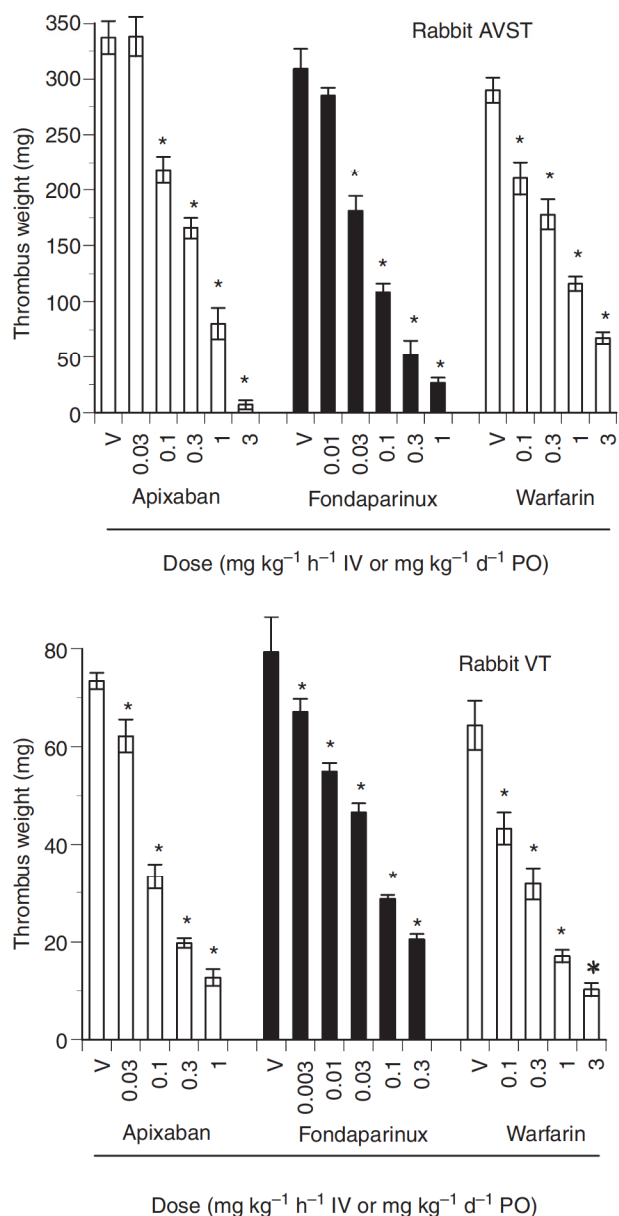 Rabbit AVST
350
300
250
200
150
100
50
0
Thrombus weight (mg)
* * * * * * * * * * * *
V 0.03 0.1 0.3 1 3 V 0.01 0.03 0.1 0.3 1 V 0.1 0.3 1 3
Apixaban Fondaparinux Warfarin
Dose (mg kg⁻¹ h⁻¹ IV or mg kg⁻¹ d⁻¹ PO)
Rabbit VT
80
60
40
20
0
Thrombus weight (mg)
* * * * * * * * * * * * *
V 0.03 0.1 0.3 1 V 0.003 0.01 0.03 0.1 0.3 V 0.1 0.3 1 3
Apixaban Fondaparinux Warfarin
Dose (mg kg⁻¹ h⁻¹ IV or mg kg⁻¹ d⁻¹ PO)